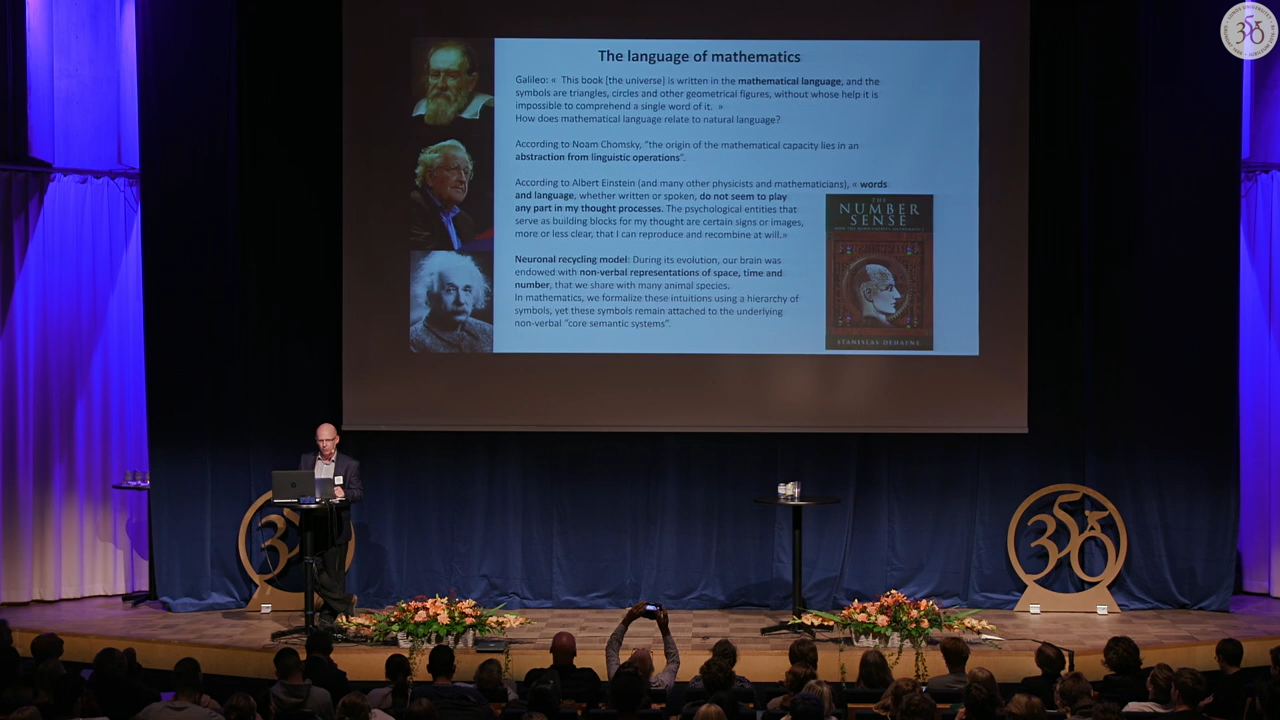 350
The language of mathematics
Galileo: « This book [the universe] is written in the mathematical language, and the
symbols are triangles, circles and other geometrical figures, without whose help it is
impossible to comprehend a single word of it. »
How does mathematical language relate to natural language?
According to Noam Chomsky, "the origin of the mathematical capacity lies in an
abstraction from linguistic operations".
According to Albert Einstein (and many other physicists and mathematicians), « words
and language, whether written or spoken, do not seem to play
any part in my thought processes. The psychological entities that
serve as building blocks for my thought are certain signs or images,
more or less clear, that I can reproduce and recombine at will.»
Neuronal recycling model: During its evolution, our brain was
endowed with non-verbal representations of space, time and
number, that we share with many animal species.
In mathematics, we formalize these intuitions using a hierarchy of
symbols, yet these symbols remain attached to the underlying
non-verbal "core semantic systems".
THE
NUMBER
SENSE
STANISLAS DEHAENE
350
350